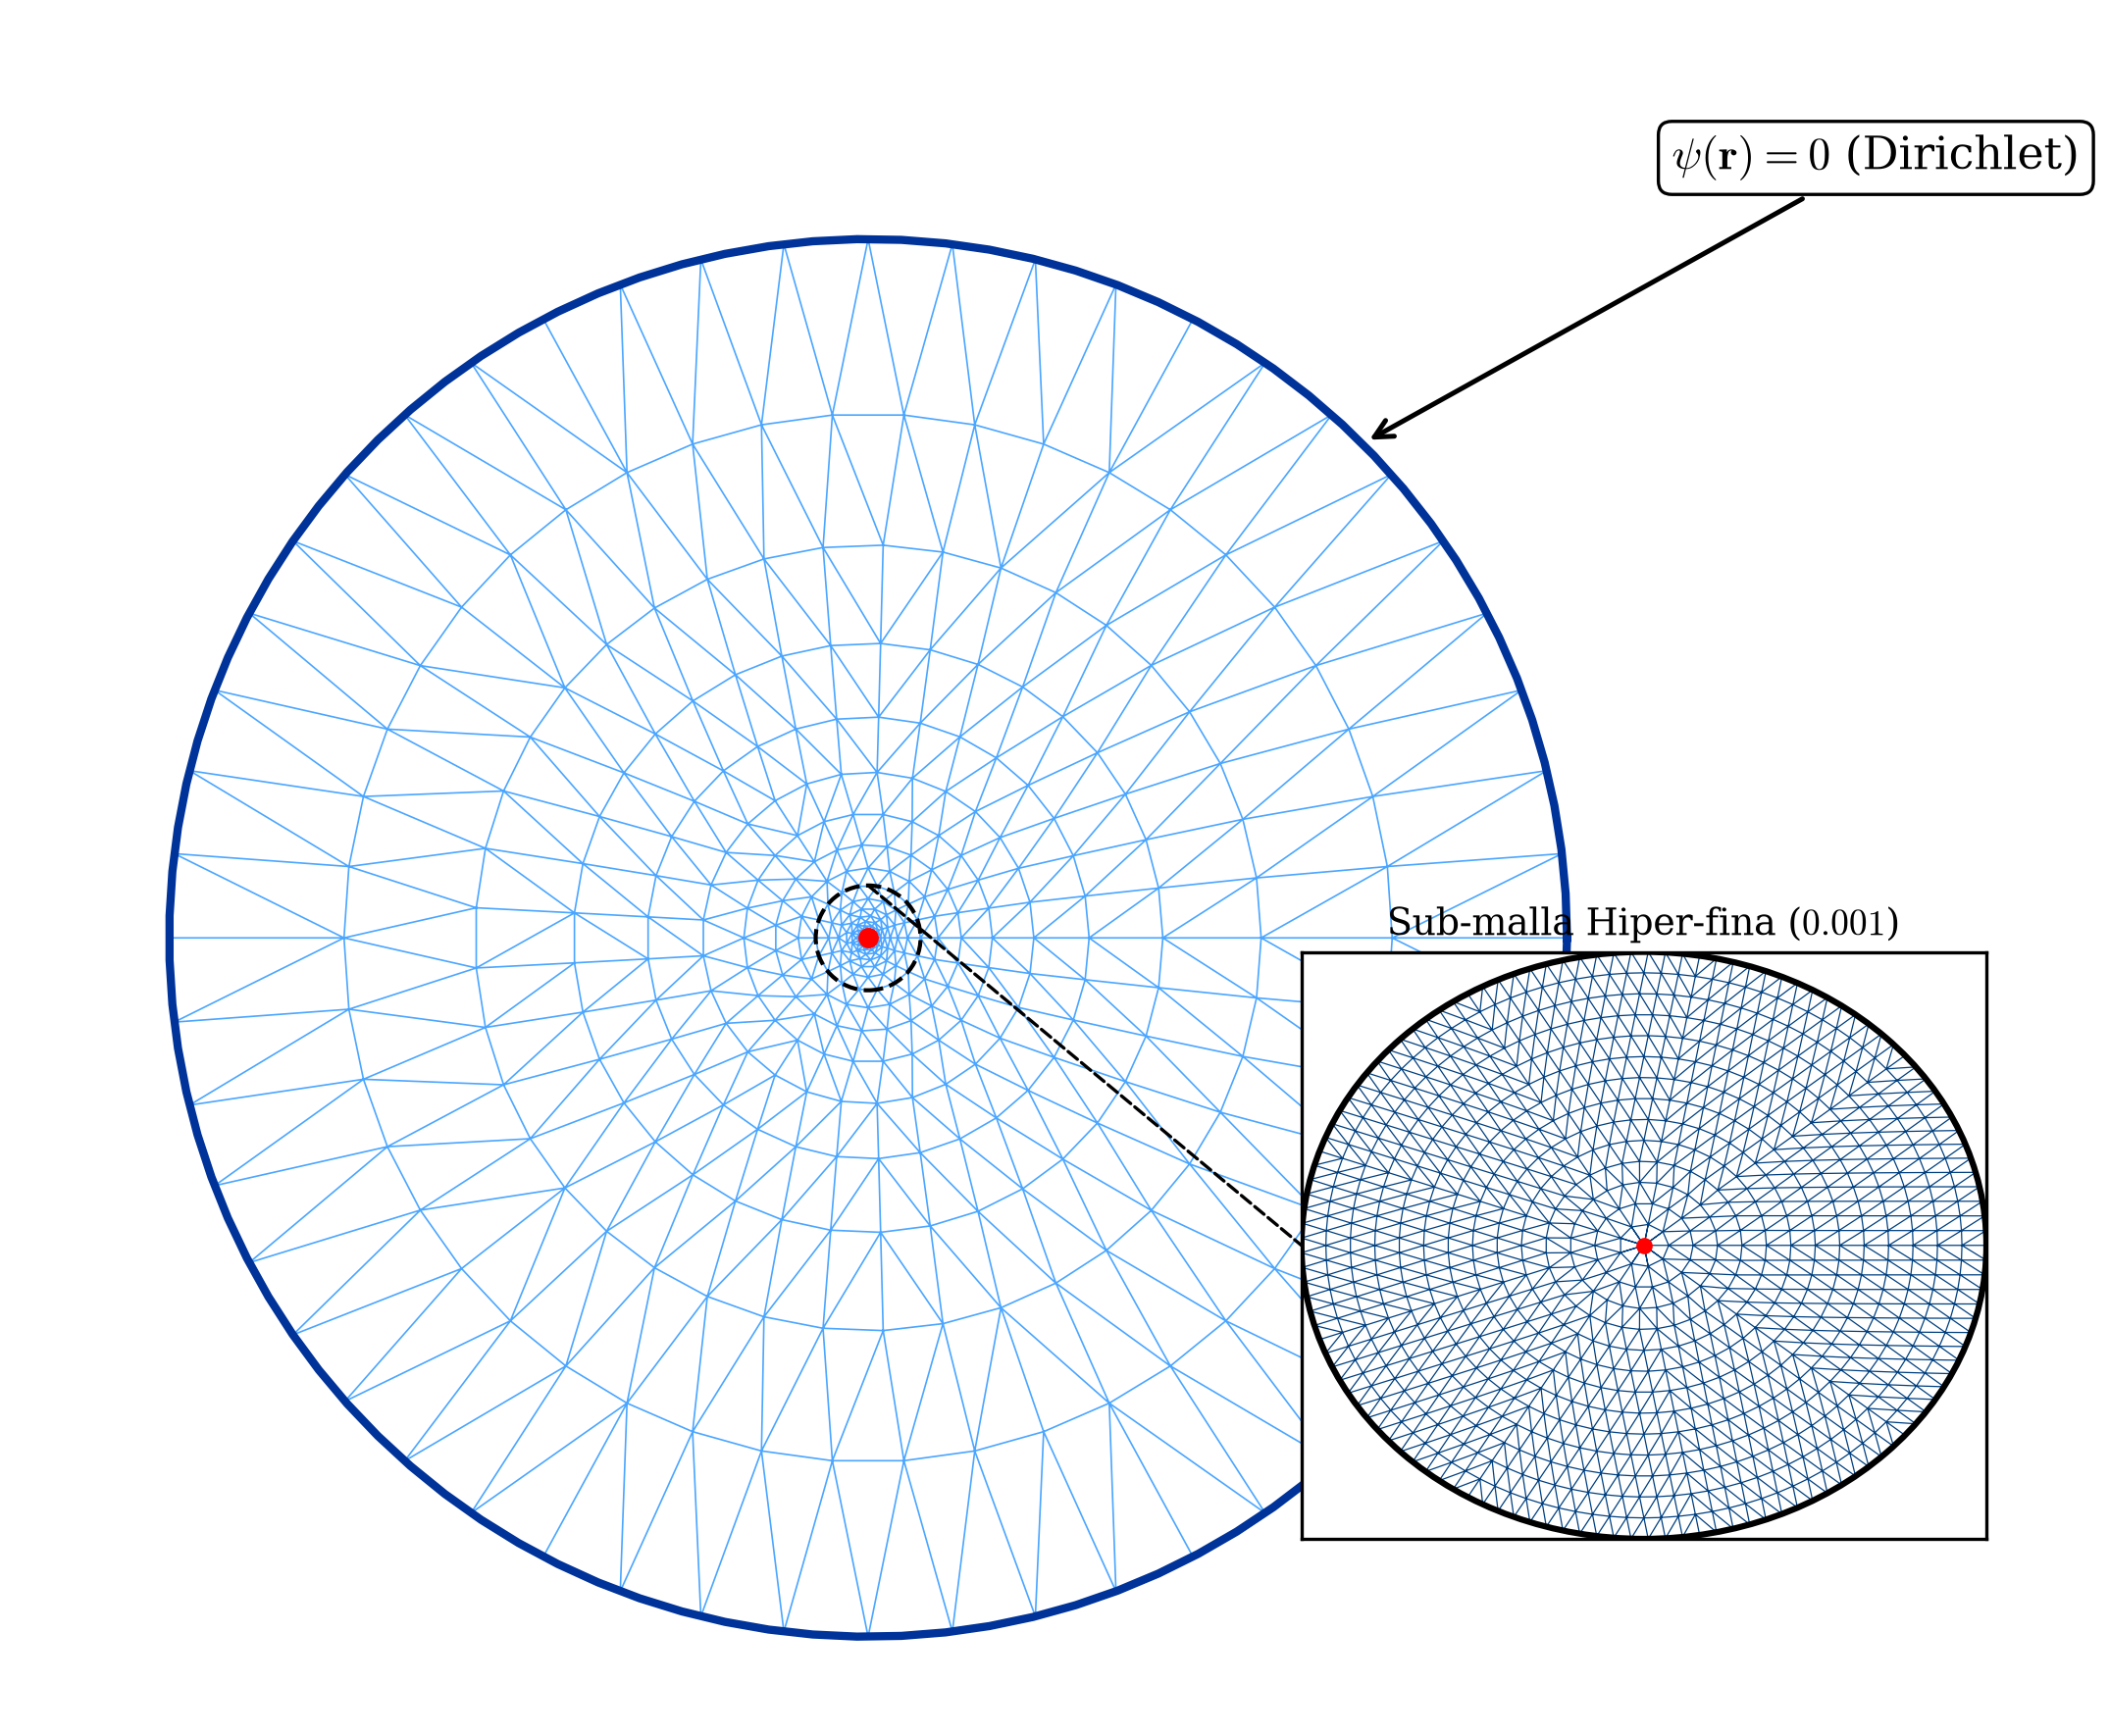 ψ(r) = 0 (Dirichlet)
Sub-malla Hiper-fina (0.001)